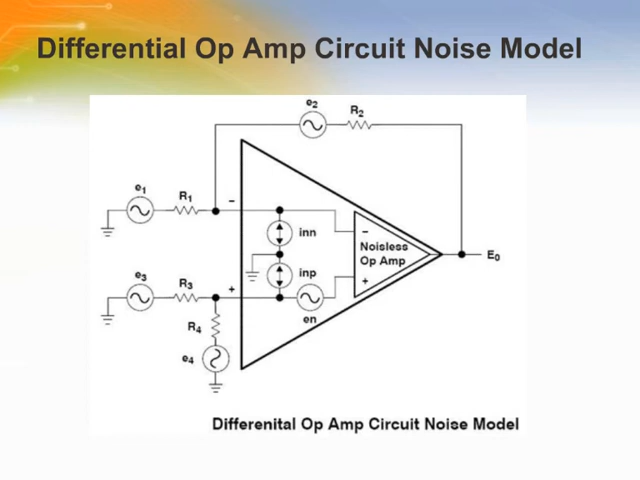 Differential Op Amp Circuit Noise Model
e2
R2
e1
R1
–
inn
–
Noisless
Op Amp
E0
e3
R3
+
inp
+
R4
en
e4
Differenital Op Amp Circuit Noise Model